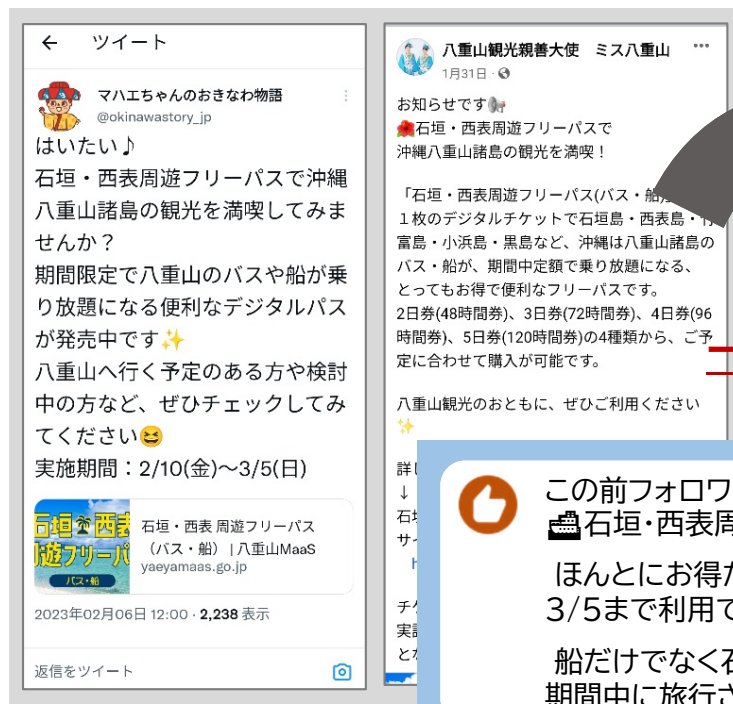 ← ツイート
マハエちゃんのおきなわ物語
@okinawastory_jp
はいたい♪
石垣・西表周遊フリーパスで沖縄
八重山諸島の観光を満喫してみま
せんか？
期間限定で八重山のバスや船が乗
り放題になる便利なデジタルパス
が発売中です✨
八重山へ行く予定のある方や検討
中の方など、ぜひチェックしてみ
てください😆
実施期間：2/10(金)〜3/5(日)
石垣 西表
周遊フリーパ
バス・船
石垣・西表 周遊フリーパス
（バス・船） | 八重山MaaS
yaeyamaas.go.jp
2023年02月06日 12:00 · 2,238 表示
返信をツイート
八重山観光親善大使 ミス八重山
1月31日 ·
お知らせです
🌺石垣・西表周遊フリーパスで
沖縄八重山諸島の観光を満喫！
「石垣・西表周遊フリーパス(バス・船)
１枚のデジタルチケットで石垣島・西表島・竹
富島・小浜島・黒島など、沖縄は八重山諸島の
バス・船が、期間中定額で乗り放題になる、
とってもお得で便利なフリーパスです。
2日券(48時間券)、3日券(72時間券)、4日券(96
時間券)、5日券(120時間券)の4種類から、ご予
定に合わせて購入が可能です。
八重山観光のおともに、ぜひご利用ください
✨
詳し
↓
石垣
サイ
h
チケ
実証
とな
この前フォロワ
⛴石垣・西表周
ほんとにお得だ
3/5まで利用で
船だけでなく石
期間中に旅行さ